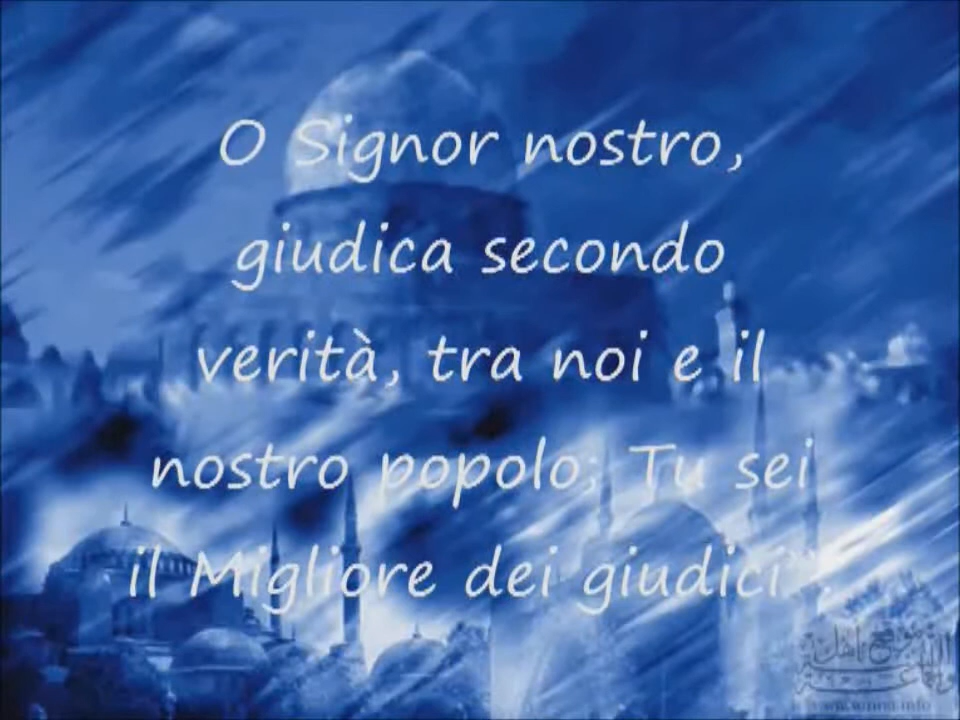 O Signor nostro,
giudica secondo
verità, tra noi e il
nostro popolo; Tu sei
il Migliore dei giudici".